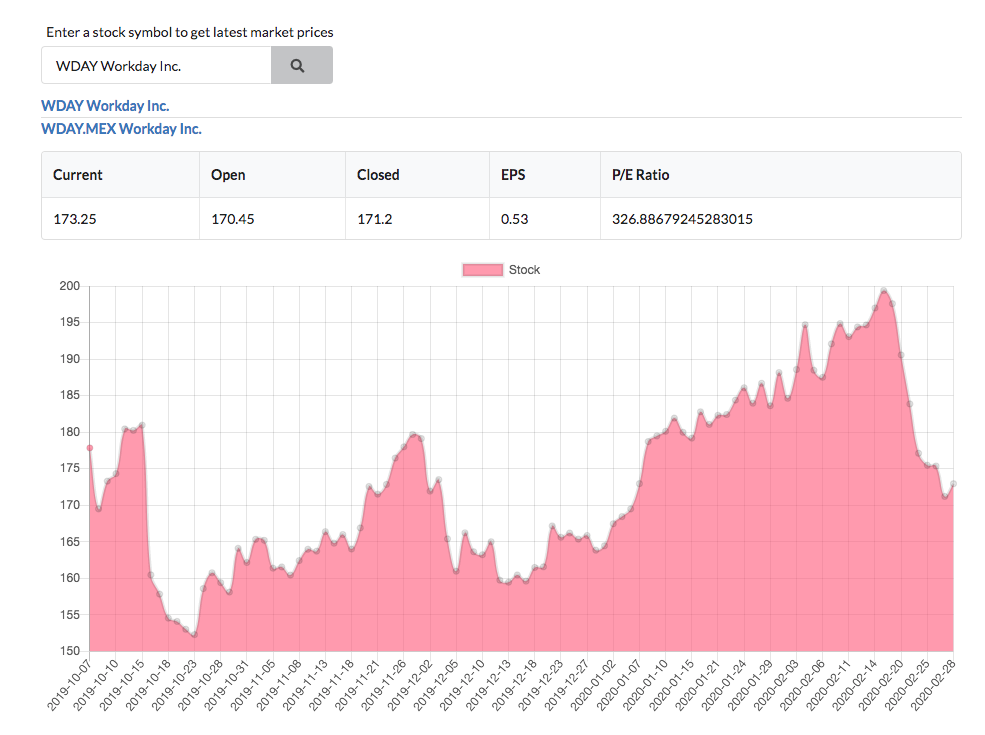 Enter a stock symbol to get latest market prices
WDAY Workday Inc.
WDAY Workday Inc.
WDAY.MEX Workday Inc.
Current Open Closed EPS P/E Ratio
173.25 170.45 171.2 0.53 326.88679245283015
Stock
200
195
190
185
180
175
170
165
160
155
150
2019-10-07 2019-10-10 2019-10-15 2019-10-18 2019-10-23 2019-10-28 2019-10-31 2019-11-05 2019-11-08 2019-11-13 2019-11-18 2019-11-21 2019-11-26 2019-12-02 2019-12-05 2019-12-10 2019-12-13 2019-12-18 2019-12-23 2019-12-27 2020-01-02 2020-01-07 2020-01-10 2020-01-15 2020-01-21 2020-01-24 2020-01-29 2020-02-03 2020-02-06 2020-02-11 2020-02-14 2020-02-20 2020-02-25 2020-02-28